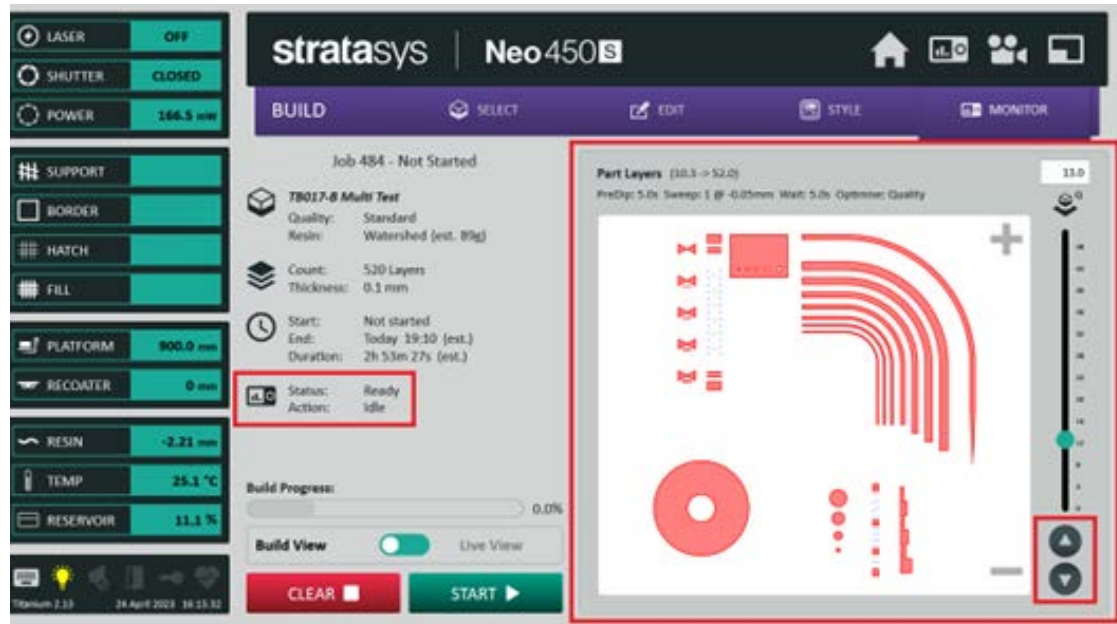 LASER OFF
SHUTTER CLOSED
POWER 166.5 mW
SUPPORT
BORDER
HATCH
FILL
PLATFORM 900.0 mm
RECOATER 0 mm
RESIN -2.21 mm
TEMP 25.1 °C
RESERVOIR 11.1 %
Titanium 2.13 24 April 2023 16:15:32
stratasys Neo450S
BUILD SELECT EDIT STYLE MONITOR
Job 484 - Not Started
TB017-B Multi Test
Quality: Standard
Resin: Watershed (est. 89g)
Count: 520 Layers
Thickness: 0.1 mm
Start: Not started
End: Today 19:10 (est.)
Duration: 2h 53m 27s (est.)
Status: Ready
Action: Idle
Build Progress:
0.0%
Build View Live View
CLEAR START
Part Layers (10.3 -> 52.0)
PreDip: 5.0s Sweep: 1 @ -0.05mm Wait: 5.0s Optimise: Quality
13.0